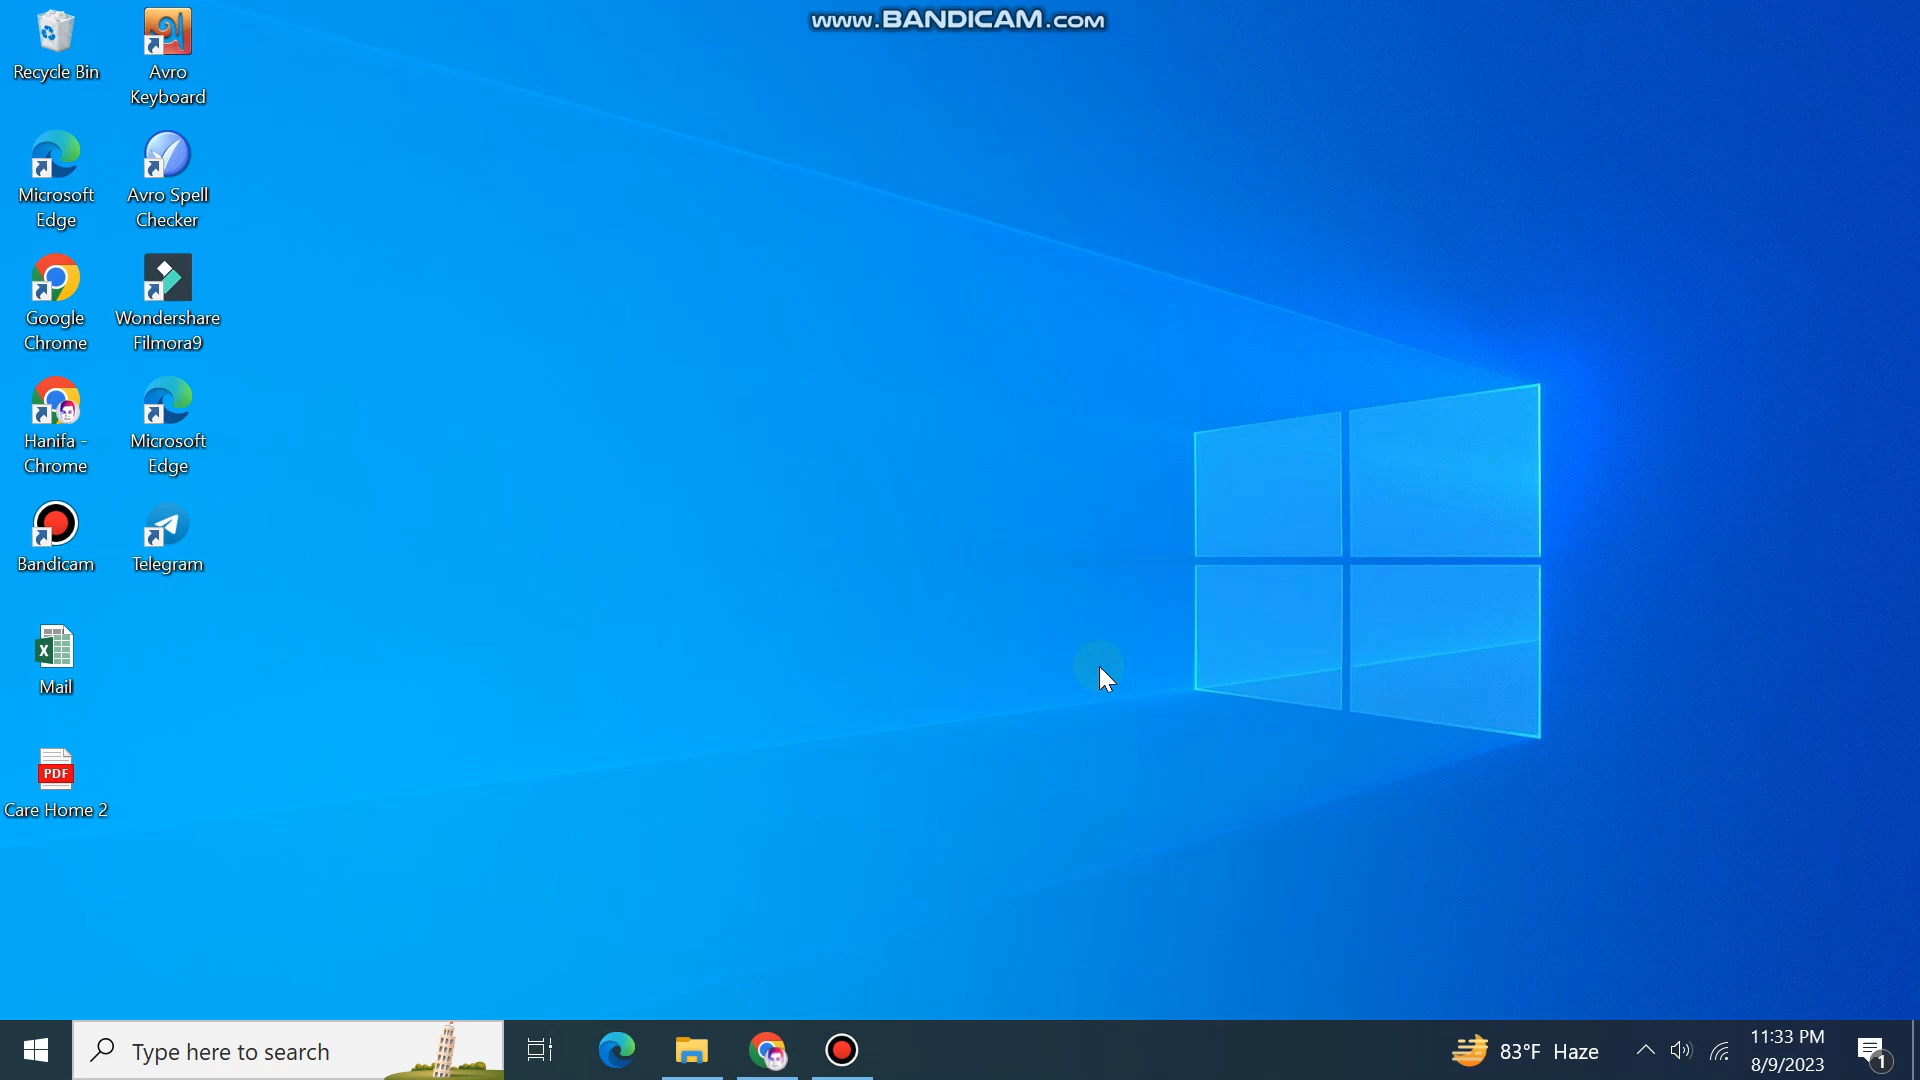 www.BANDICAM.com
Recycle Bin
Avro
Keyboard
Microsoft
Edge
Avro Spell
Checker
Google
Chrome
Wondershare
Filmora9
Hanifa -
Chrome
Microsoft
Edge
Bandicam
Telegram
X
Mail
PDF
Care Home 2
Type here to search
83°F Haze
11:33 PM
8/9/2023
1